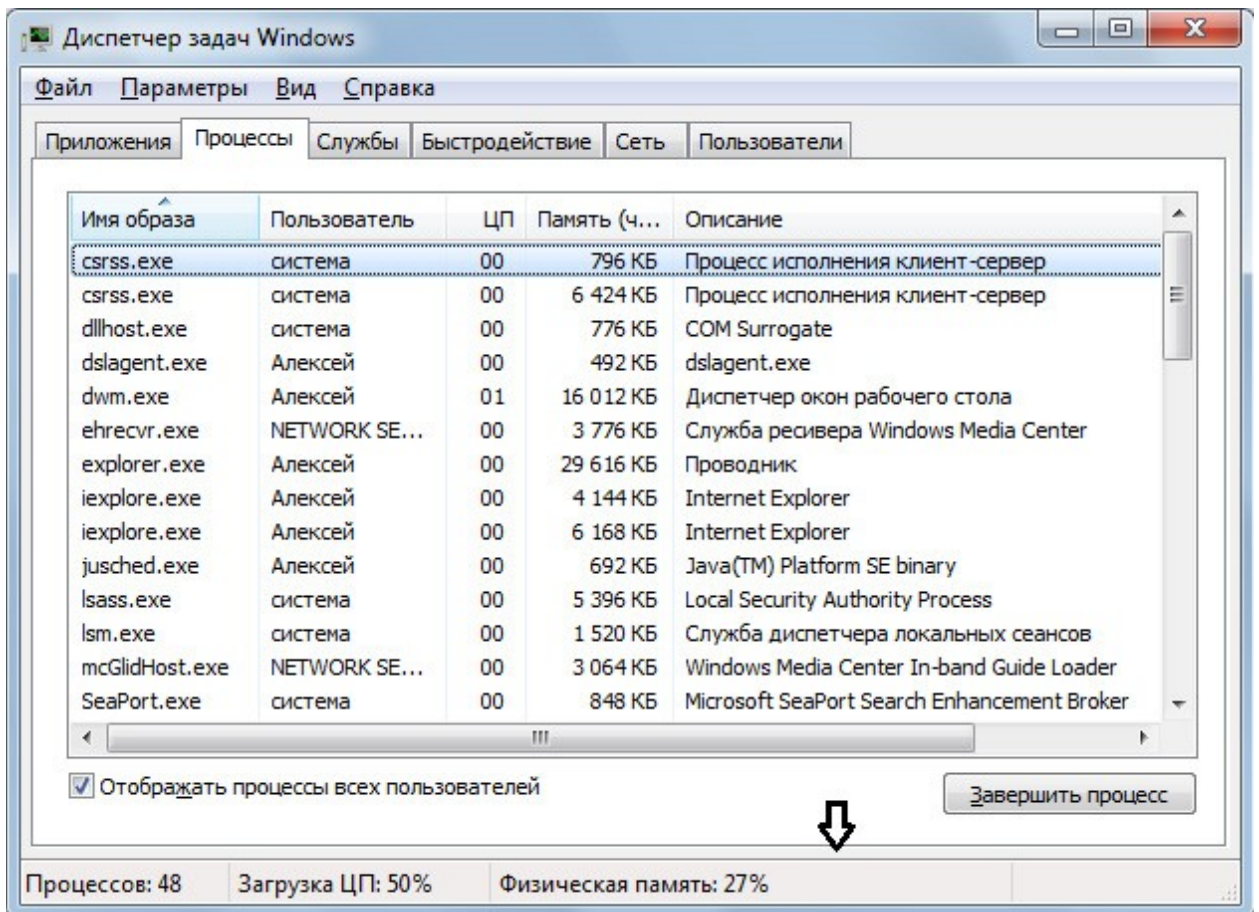 Диспетчер задач Windows
Файл Параметры Вид Справка
Приложения Процессы Службы Быстродействие Сеть Пользователи
Имя образа Пользователь ЦП Память (ч... Описание
csrss.exe система 00 796 КБ Процесс исполнения клиент-сервер
csrss.exe система 00 6 424 КБ Процесс исполнения клиент-сервер
dllhost.exe система 00 776 КБ COM Surrogate
dslagent.exe Алексей 00 492 КБ dslagent.exe
dwm.exe Алексей 01 16 012 КБ Диспетчер окон рабочего стола
ehrecvr.exe NETWORK SE... 00 3 776 КБ Служба ресивера Windows Media Center
explorer.exe Алексей 00 29 616 КБ Проводник
iexplore.exe Алексей 00 4 144 КБ Internet Explorer
iexplore.exe Алексей 00 6 168 КБ Internet Explorer
jusched.exe Алексей 00 692 КБ Java(TM) Platform SE binary
lsass.exe система 00 5 396 КБ Local Security Authority Process
lsm.exe система 00 1 520 КБ Служба диспетчера локальных сеансов
mcGlidHost.exe NETWORK SE... 00 3 064 КБ Windows Media Center In-band Guide Loader
SeaPort.exe система 00 848 КБ Microsoft SeaPort Search Enhancement Broker
Отображать процессы всех пользователей Завершить процесс
Процессов: 48 Загрузка ЦП: 50% Физическая память: 27%